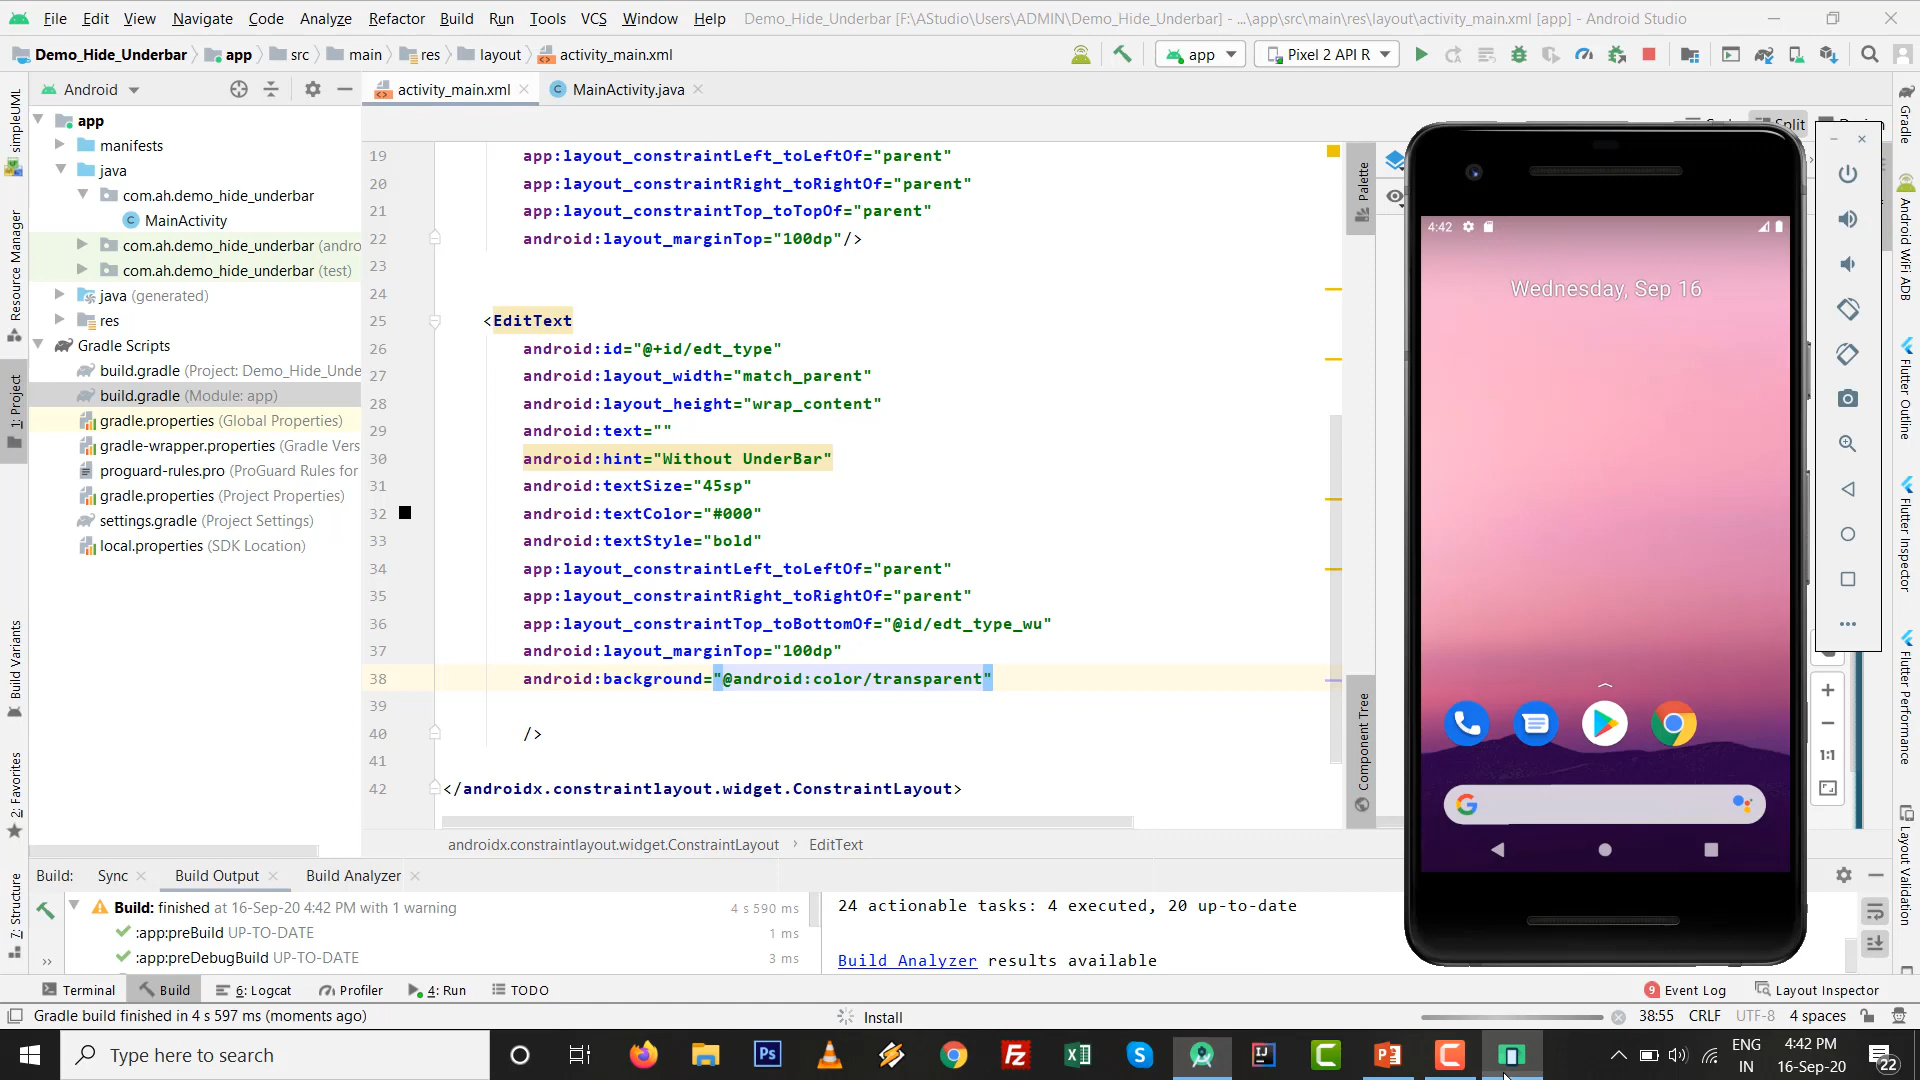 File Edit View Navigate Code Analyze Refactor Build Run Tools VCS Window Help Demo_Hide_Underbar [F:\AStudio\Users\ADMIN\Demo_Hide_Underbar] - ...\app\src\main\res\layout\activity_main.xml [app] - Android Studio
Demo_Hide_Underbar app src main res layout activity_main.xml app Pixel 2 API R
Android activity_main.xml MainActivity.java
Split
app
manifests
java
com.ah.demo_hide_underbar
MainActivity
com.ah.demo_hide_underbar (andro
com.ah.demo_hide_underbar (test)
java (generated)
res
Gradle Scripts
build.gradle (Project: Demo_Hide_Unde
build.gradle (Module: app)
gradle.properties (Global Properties)
gradle-wrapper.properties (Gradle Vers
proguard-rules.pro (ProGuard Rules for
gradle.properties (Project Properties)
settings.gradle (Project Settings)
local.properties (SDK Location)
simpleUML
Resource Manager
1: Project
Build Variants
2: Favorites
7: Structure
19 app:layout_constraintLeft_toLeftOf="parent"
20 app:layout_constraintRight_toRightOf="parent"
21 app:layout_constraintTop_toTopOf="parent"
22 android:layout_marginTop="100dp"/>
23
24
25 <EditText
26 android:id="@+id/edt_type"
27 android:layout_width="match_parent"
28 android:layout_height="wrap_content"
29 android:text=""
30 android:hint="Without UnderBar"
31 android:textSize="45sp"
32 android:textColor="#000"
33 android:textStyle="bold"
34 app:layout_constraintLeft_toLeftOf="parent"
35 app:layout_constraintRight_toRightOf="parent"
36 app:layout_constraintTop_toBottomOf="@id/edt_type_wu"
37 android:layout_marginTop="100dp"
38 android:background="@android:color/transparent"
39
40 />
41
42 </androidx.constraintlayout.widget.ConstraintLayout>
androidx.constraintlayout.widget.ConstraintLayout › EditText
Palette
Component Tree
4:42
Wednesday, Sep 16
1:1
Gradle
Android WiFi ADB
Flutter Outline
Flutter Inspector
Flutter Performance
Layout Validation
Build: Sync Build Output Build Analyzer
Build: finished at 16-Sep-20 4:42 PM with 1 warning 4 s 590 ms
:app:preBuild UP-TO-DATE 1 ms
:app:preDebugBuild UP-TO-DATE 3 ms
24 actionable tasks: 4 executed, 20 up-to-date
Build Analyzer results available
Terminal Build 6: Logcat Profiler 4: Run TODO 9 Event Log Layout Inspector
Gradle build finished in 4 s 597 ms (moments ago) Install 38:55 CRLF UTF-8 4 spaces
Type here to search
ENG
IN
4:42 PM
16-Sep-20
22